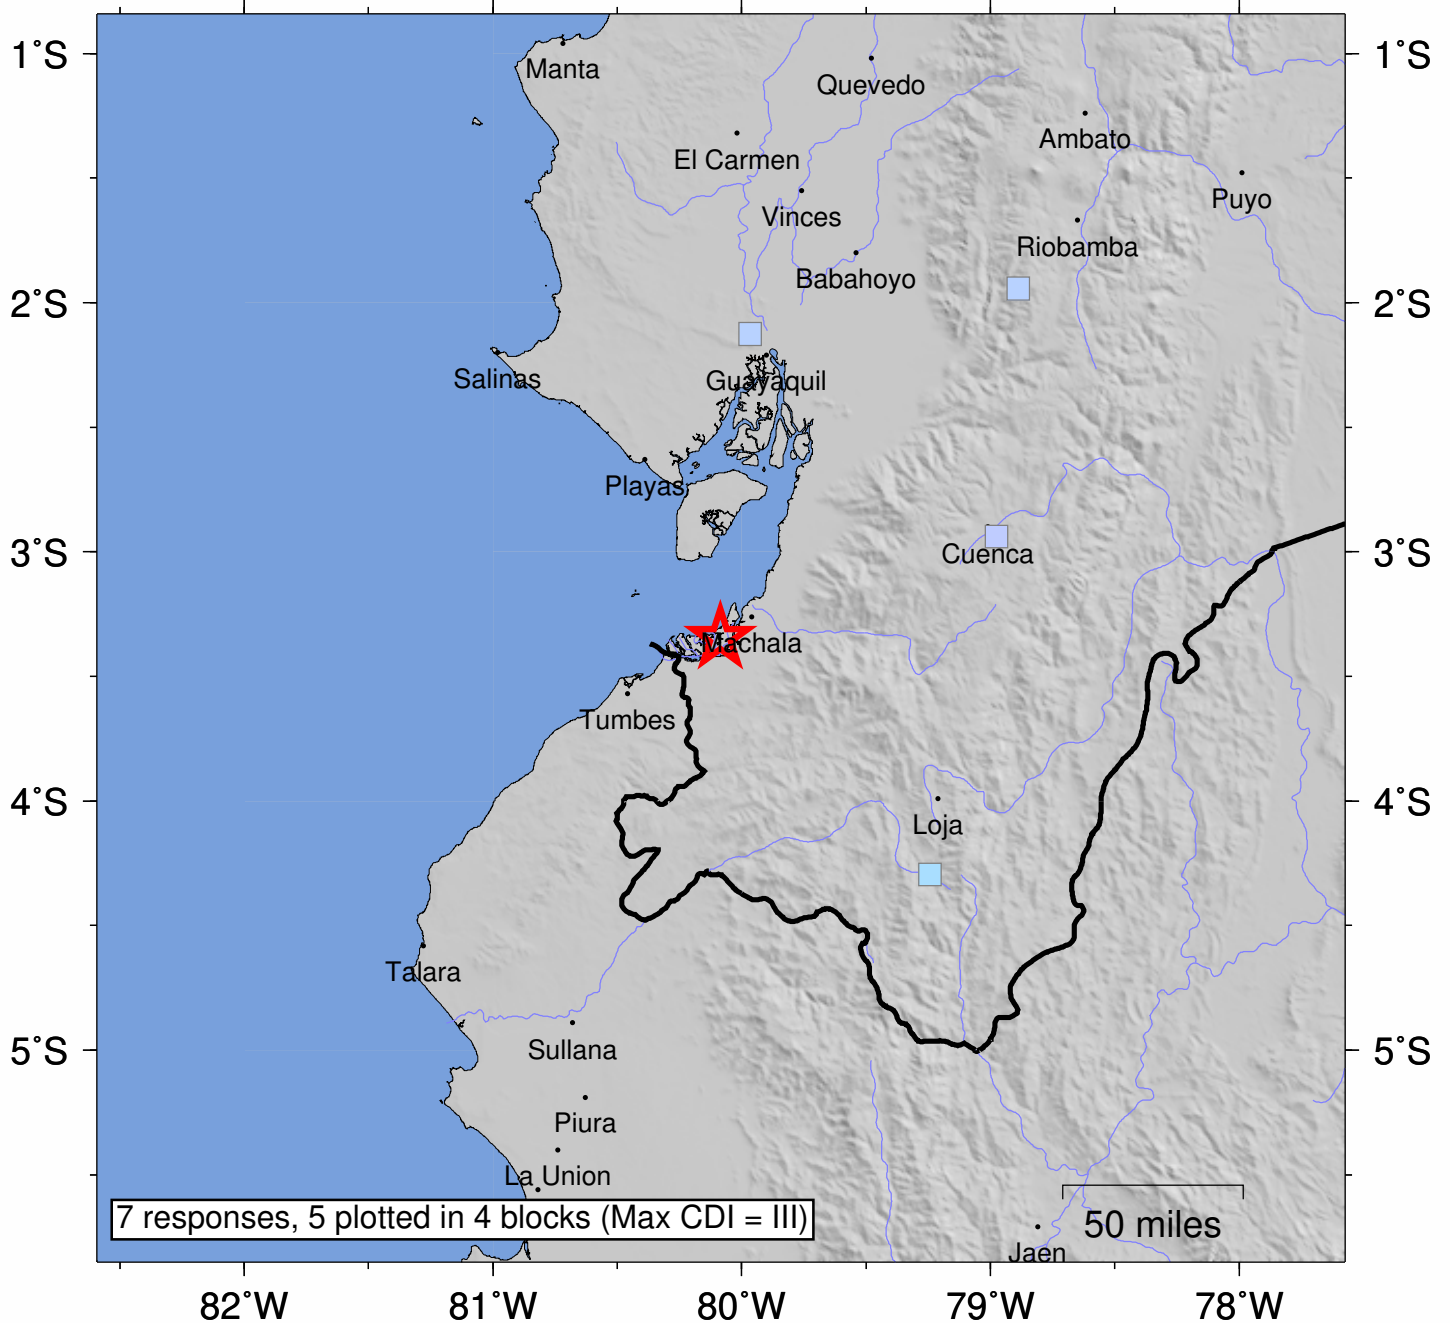 1°S
1°S
Manta
Quevedo
Ambato
El Carmen
Puyo
Vinces
Riobamba
Babahoyo
2°S
2°S
Salinas
Guayaquil
Playas
3°S
3°S
Cuenca
Machala
Tumbes
4°S
4°S
Loja
Talara
5°S
5°S
Sullana
Piura
La Union
7 responses, 5 plotted in 4 blocks (Max CDI = III)
50 miles
Jaen
82°W
81°W
80°W
79°W
78°W